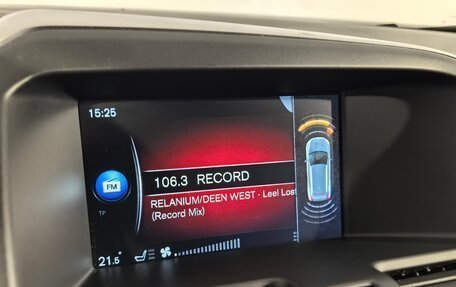 15:25
106.3 RECORD
FM
RELANIUM/DEEN WEST - Leel Lost
(Record Mix)
TP
21.5°